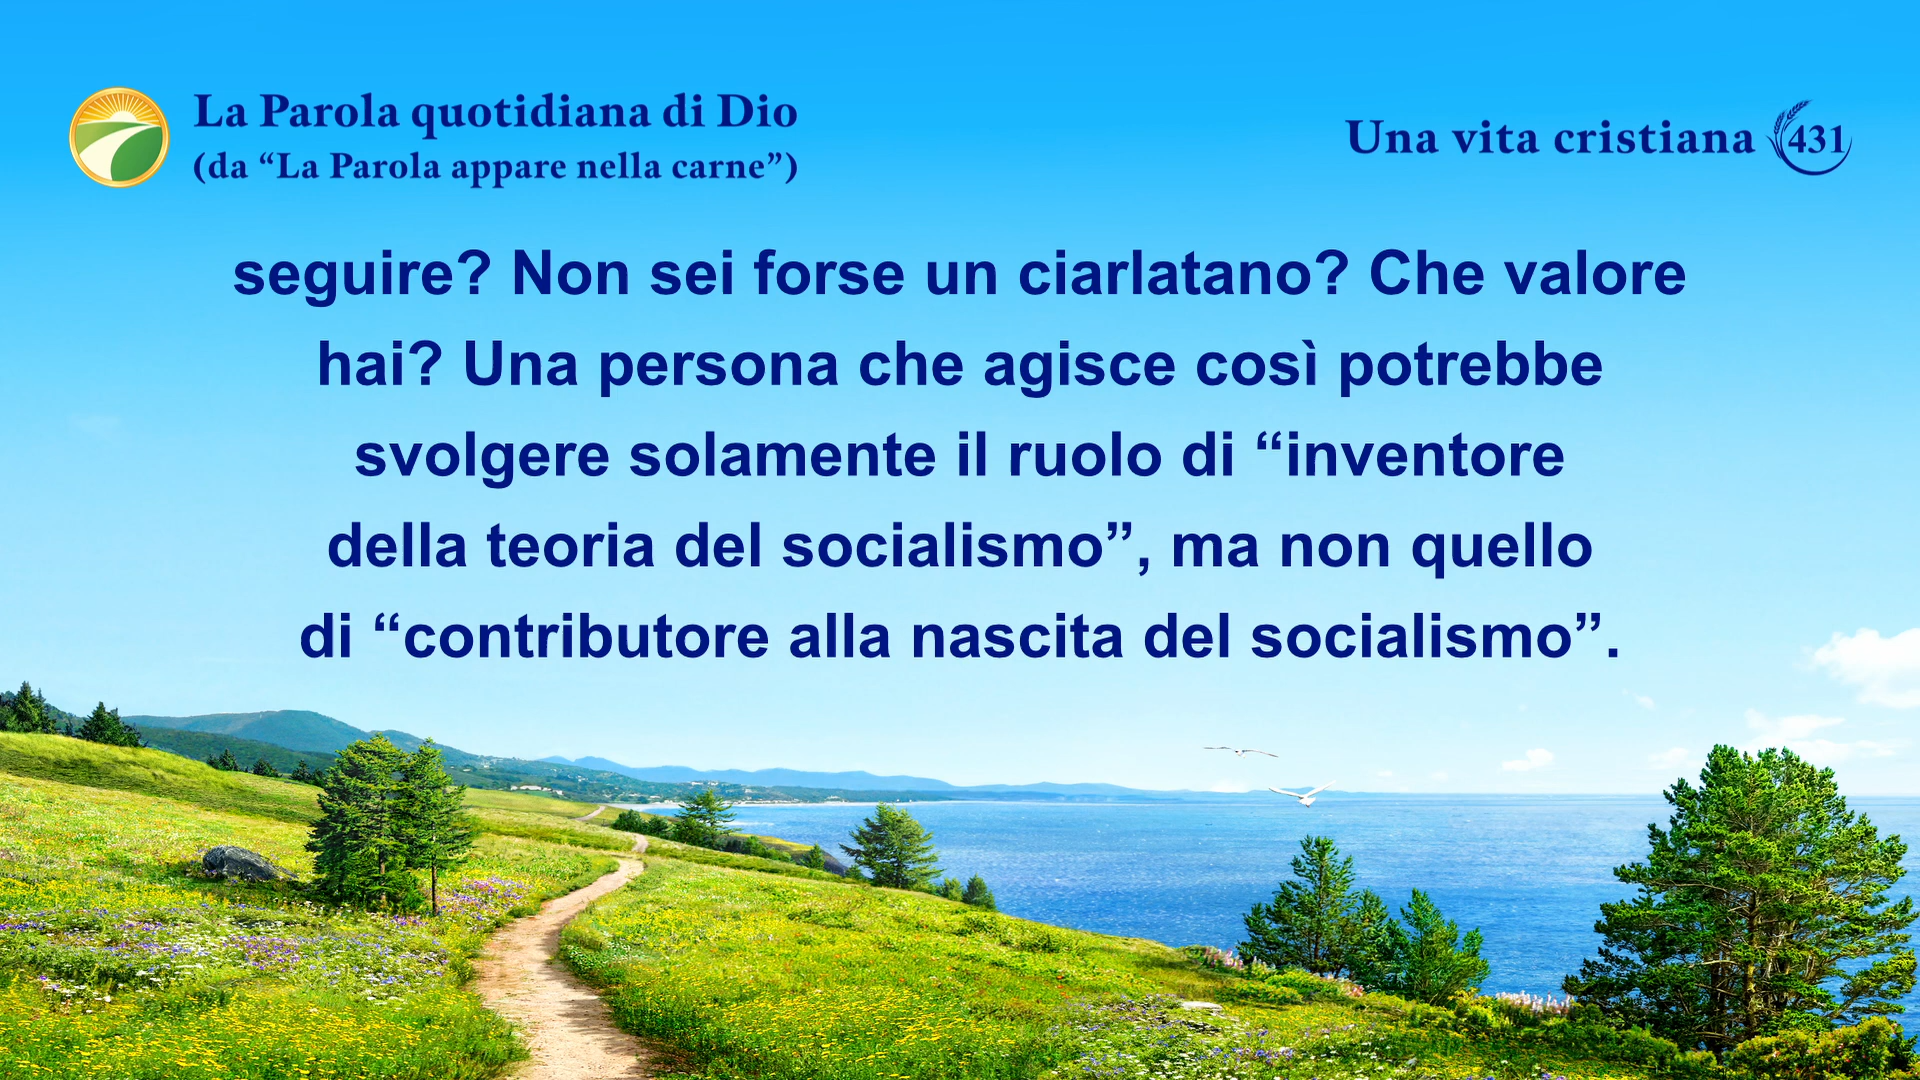 La Parola quotidiana di Dio
(da “La Parola appare nella carne”)
Una vita cristiana 431
seguire? Non sei forse un ciarlatano? Che valore
hai? Una persona che agisce così potrebbe
svolgere solamente il ruolo di “inventore
della teoria del socialismo”, ma non quello
di “contributore alla nascita del socialismo”.